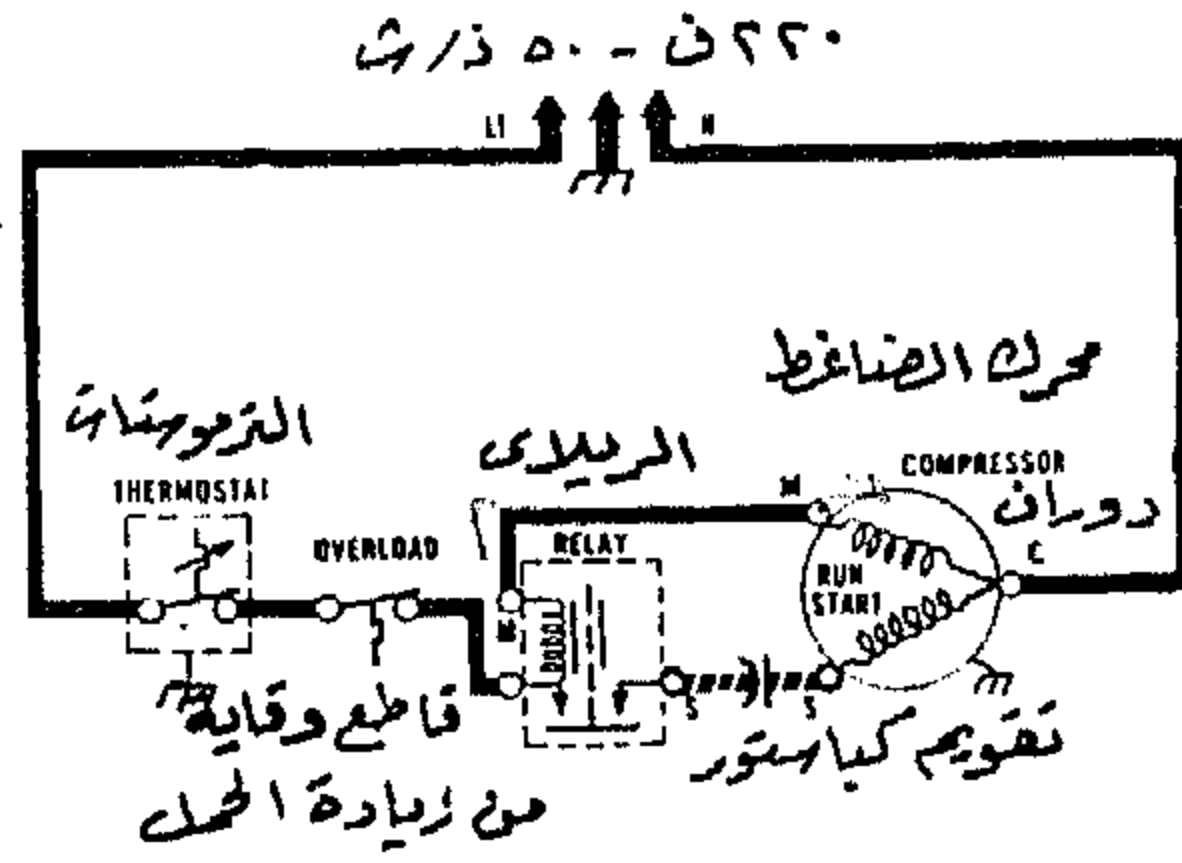 ٢٢٠ ف - ٥٠ ذ/ث
L1 N
محرك الضاغط
الترموستات
الريلاى
THERMOSTAT
COMPRESSOR
دوران
OVERLOAD
RELAY
M
C
RUN
START
M
S
S
قاطع وقاية
من زيادة الحمل
تقويم كباستور